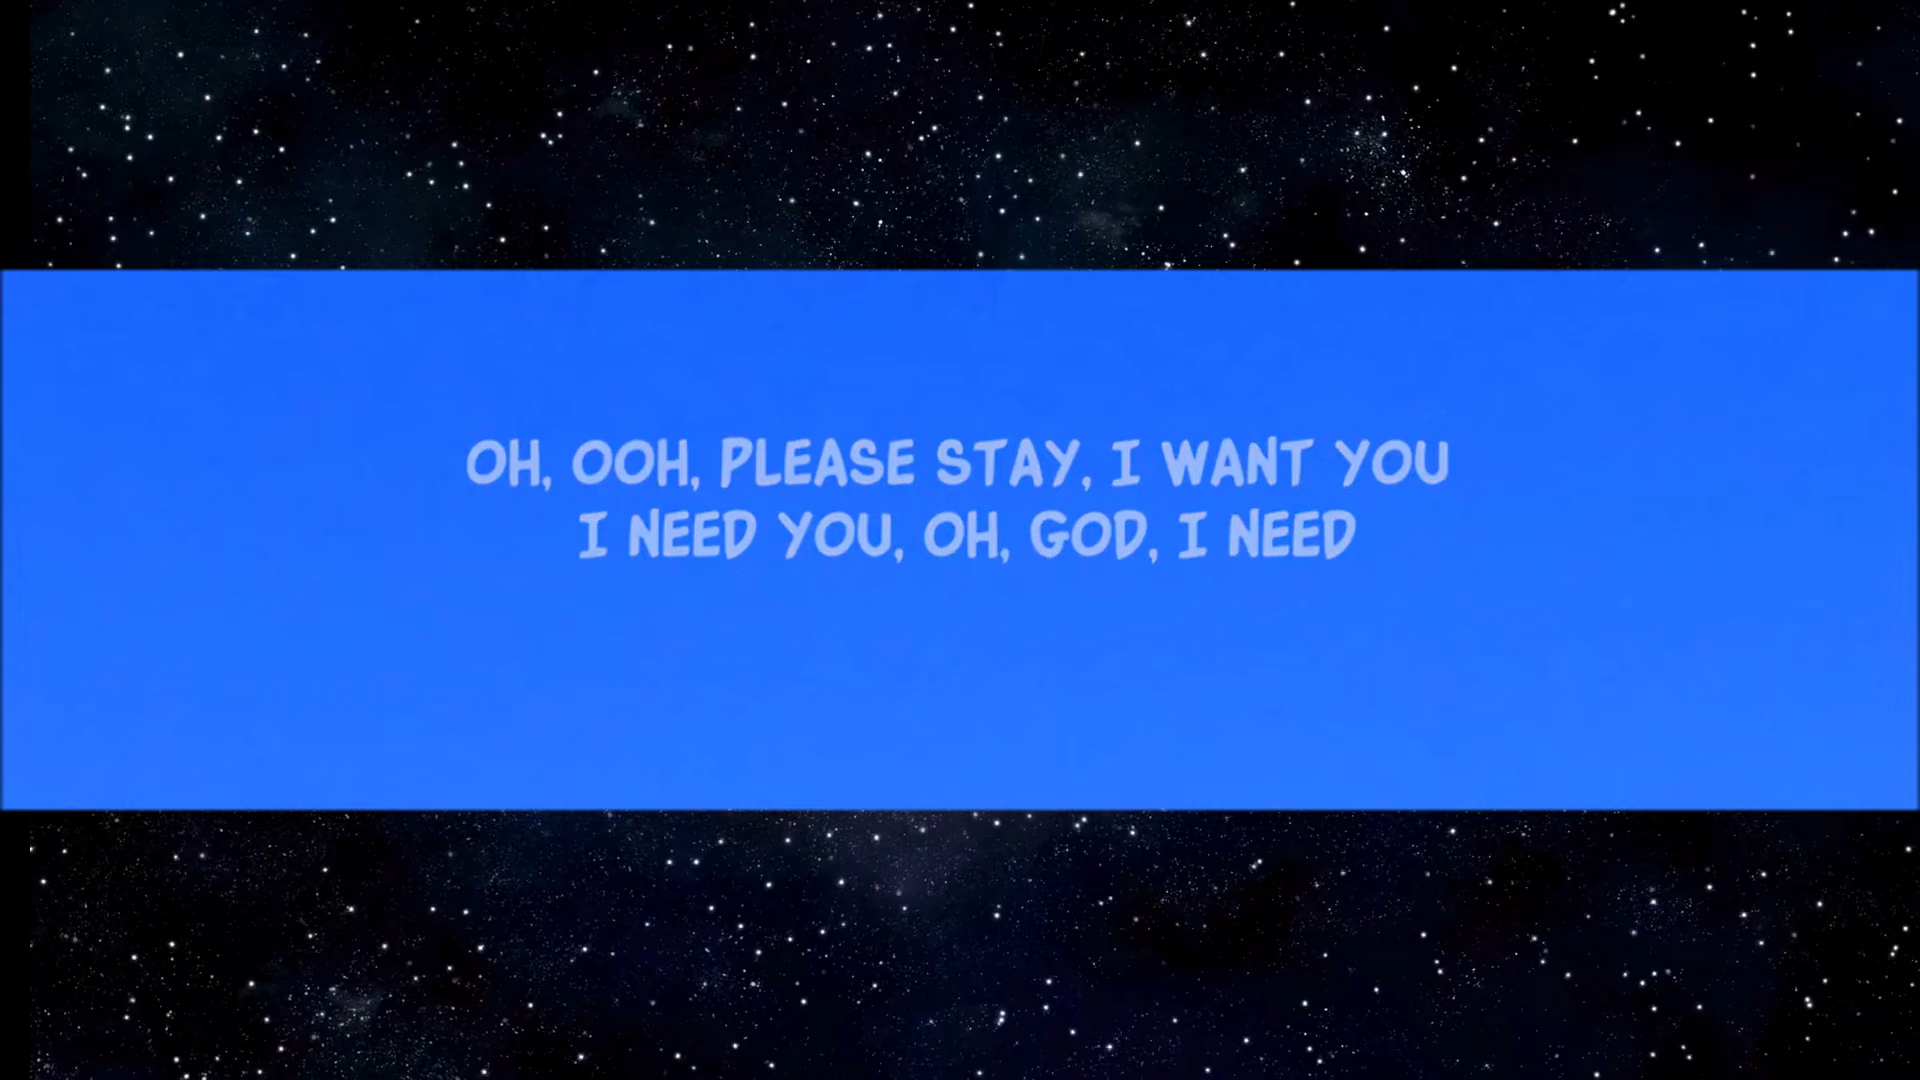 OH, OOH, PLEASE STAY, I WANT YOU
I NEED YOU, OH, GOD, I NEED